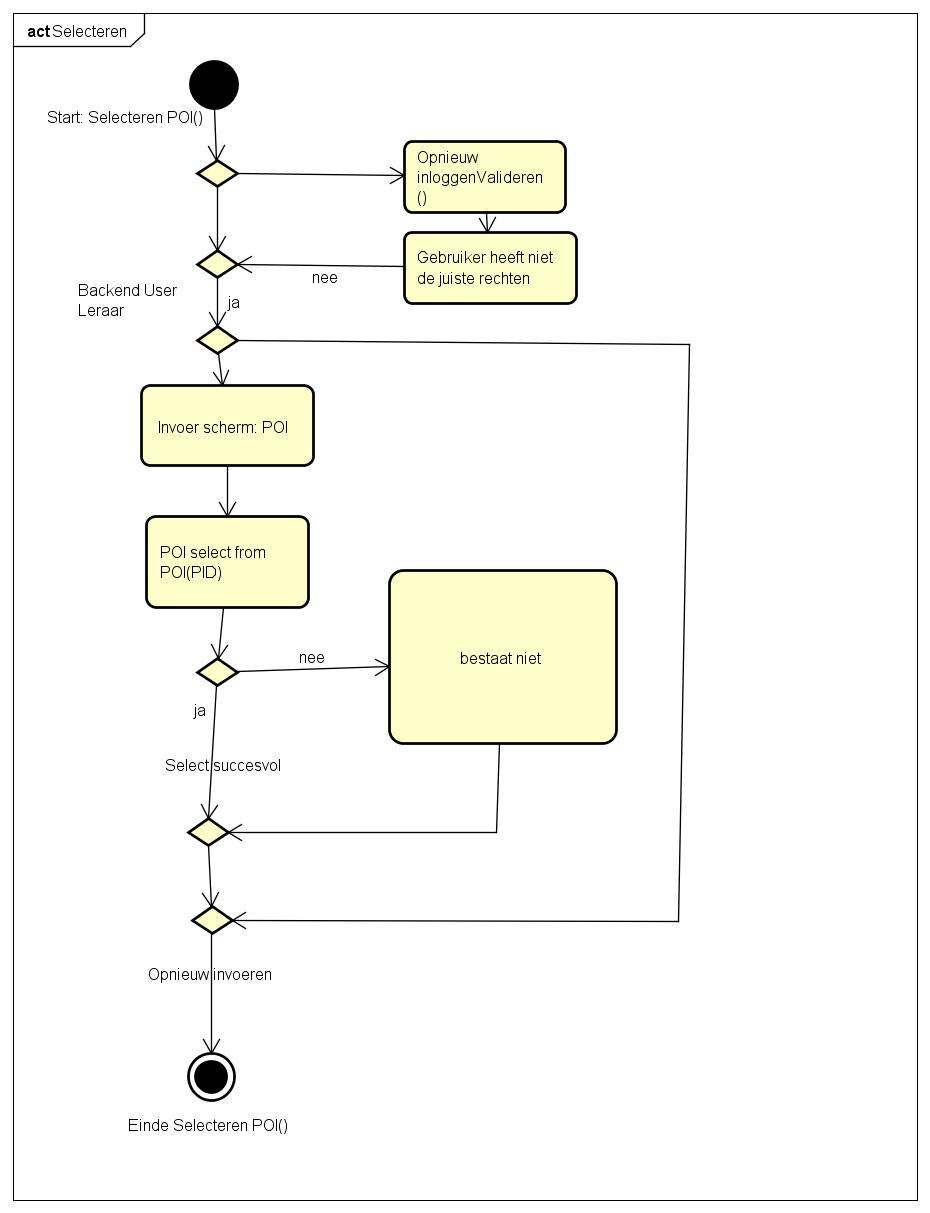 act Selecteren
Start: Selecteren POI()
Opnieuw
inloggenValideren
()
Gebruiker heeft niet
de juiste rechten
nee
Backend User
Leraar
ja
Invoer scherm: POI
POI select from
POI(PID)
nee
bestaat niet
ja
Select succesvol
Opnieuw invoeren
Einde Selecteren POI()